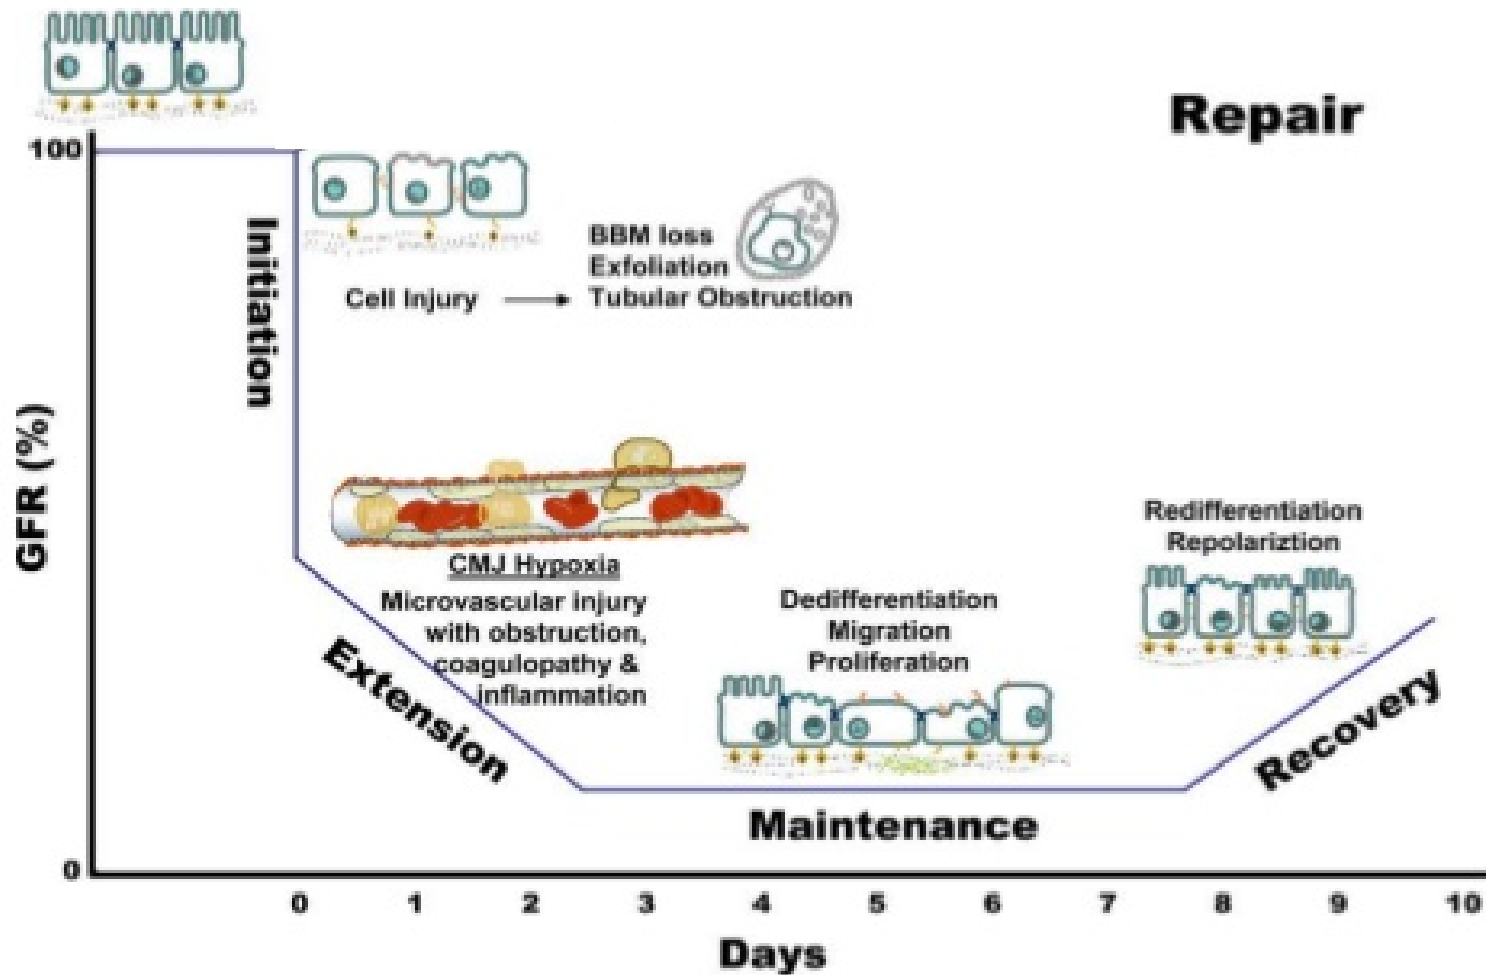 Repair
100
Initiation
BBM loss
Exfoliation
Cell Injury
Tubular Obstruction
GFR (%)
CMJ Hypoxia
Microvascular injury
with obstruction,
coagulopathy &
inflammation
Extension
Dedifferentiation
Migration
Proliferation
Redifferentiation
Repolariztion
Recovery
Maintenance
0
0 1 2 3 4 5 6 7 8 9 10
Days